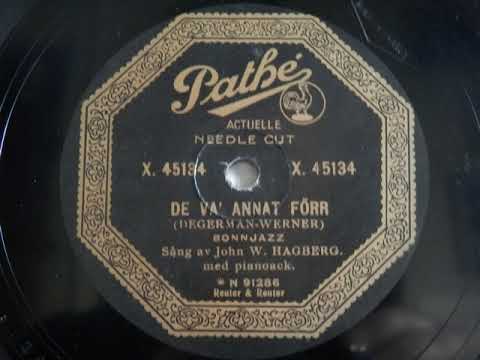 Pathé
ACTUELLE
NEEDLE CUT
X. 45134 X. 45134
DE VA' ANNAT FÖRR
(DEGERMAN-WERNER)
BONNJAZZ
Sång av John W. HAGBERG.
med pianoack.
* N 91286
Reuter & Reuter